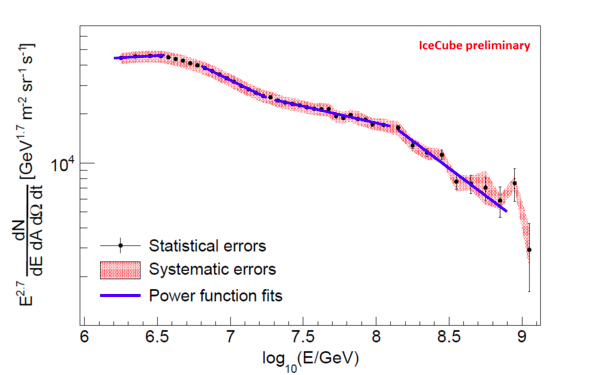 IceCube preliminary
E^2.7 dN/(dE dA dΩ dt) [GeV^1.7 m^-2 sr^-1 s^-1]
10^4
Statistical errors
Systematic errors
Power function fits
6 6.5 7 7.5 8 8.5 9
log_10(E/GeV)